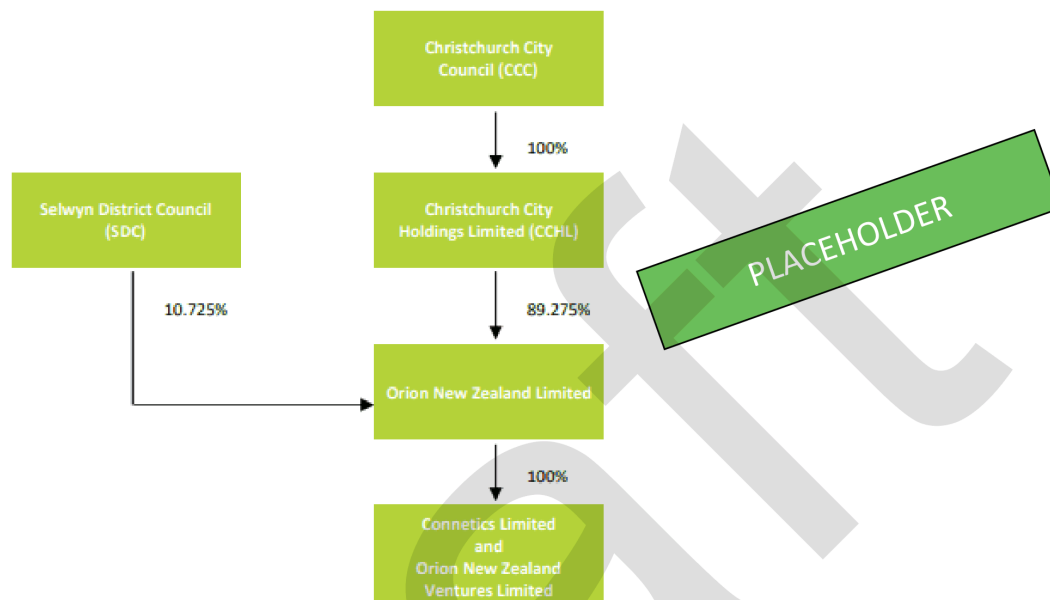 Christchurch City
Council (CCC)
100%
Selwyn District Council
(SDC)
Christchurch City
Holdings Limited (CCHL)
PLACEHOLDER
10.725%
89.275%
Orion New Zealand Limited
100%
Connetics Limited
and
Orion New Zealand
Ventures Limited